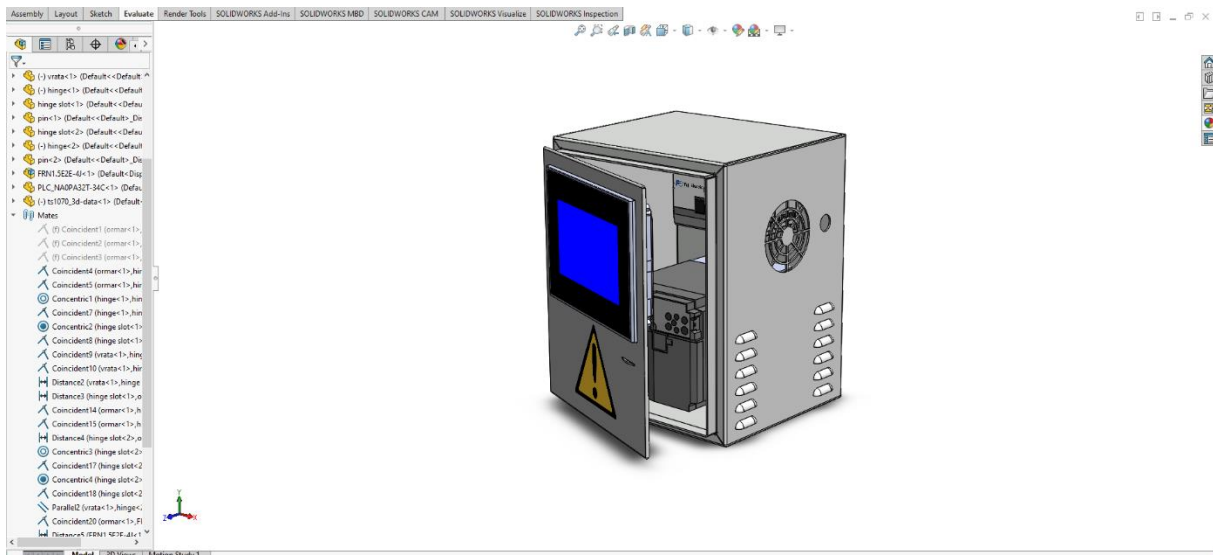 Assembly Layout Sketch Evaluate Render Tools SOLIDWORKS Add-Ins SOLIDWORKS MBD SOLIDWORKS CAM SOLIDWORKS Visualize SOLIDWORKS Inspection
(-) vrata<1> (Default<<Default
(-) hinge<1> (Default<<Default
hinge slot<1> (Default<<Defau
pin<1> (Default<<Default>_Dis
hinge slot<2> (Default<<Defau
(-) hinge<2> (Default<<Default
pin<2> (Default<<Default>_Dis
FRN1.5E2E-4J<1> (Default<Disp
PLC_NA0PA32T-34C<1> (Defau
(-) ts1070_3d-data<1> (Default-
Mates
(f) Coincident1 (ormar<1>,
(f) Coincident2 (ormar<1>,
(f) Coincident3 (ormar<1>,
Coincident4 (ormar<1>,hir
Coincident5 (ormar<1>,hir
Concentric1 (hinge<1>,hin
Coincident7 (hinge<1>,hin
Concentric2 (hinge slot<1>
Coincident8 (hinge slot<1>
Coincident9 (vrata<1>,hing
Coincident10 (vrata<1>,hir
Distance2 (vrata<1>,hinge
Distance3 (hinge slot<1>,o
Coincident14 (ormar<1>,h
Coincident15 (ormar<1>,h
Distance4 (hinge slot<2>,o
Concentric3 (hinge slot<2>
Coincident17 (hinge slot<2
Concentric4 (hinge slot<2>
Coincident18 (hinge slot<2
Parallel2 (vrata<1>,hinge<
Coincident20 (ormar<1>,FI
Distance5 (FRN1.5E2E-4J<1
Y
Z X
Model 3D Views Motion Study 1